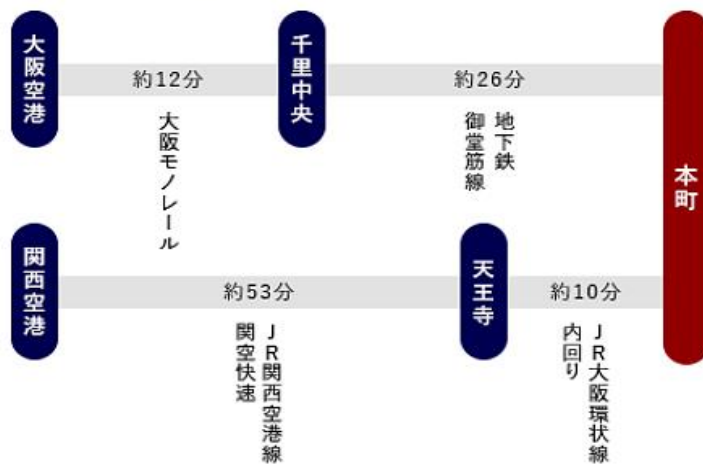 大阪空港
約12分
大阪モノレール
千里中央
約26分
地下鉄
御堂筋線
本町
関西空港
約53分
JR関西空港線
関空快速
天王寺
約10分
JR大阪環状線
内回り